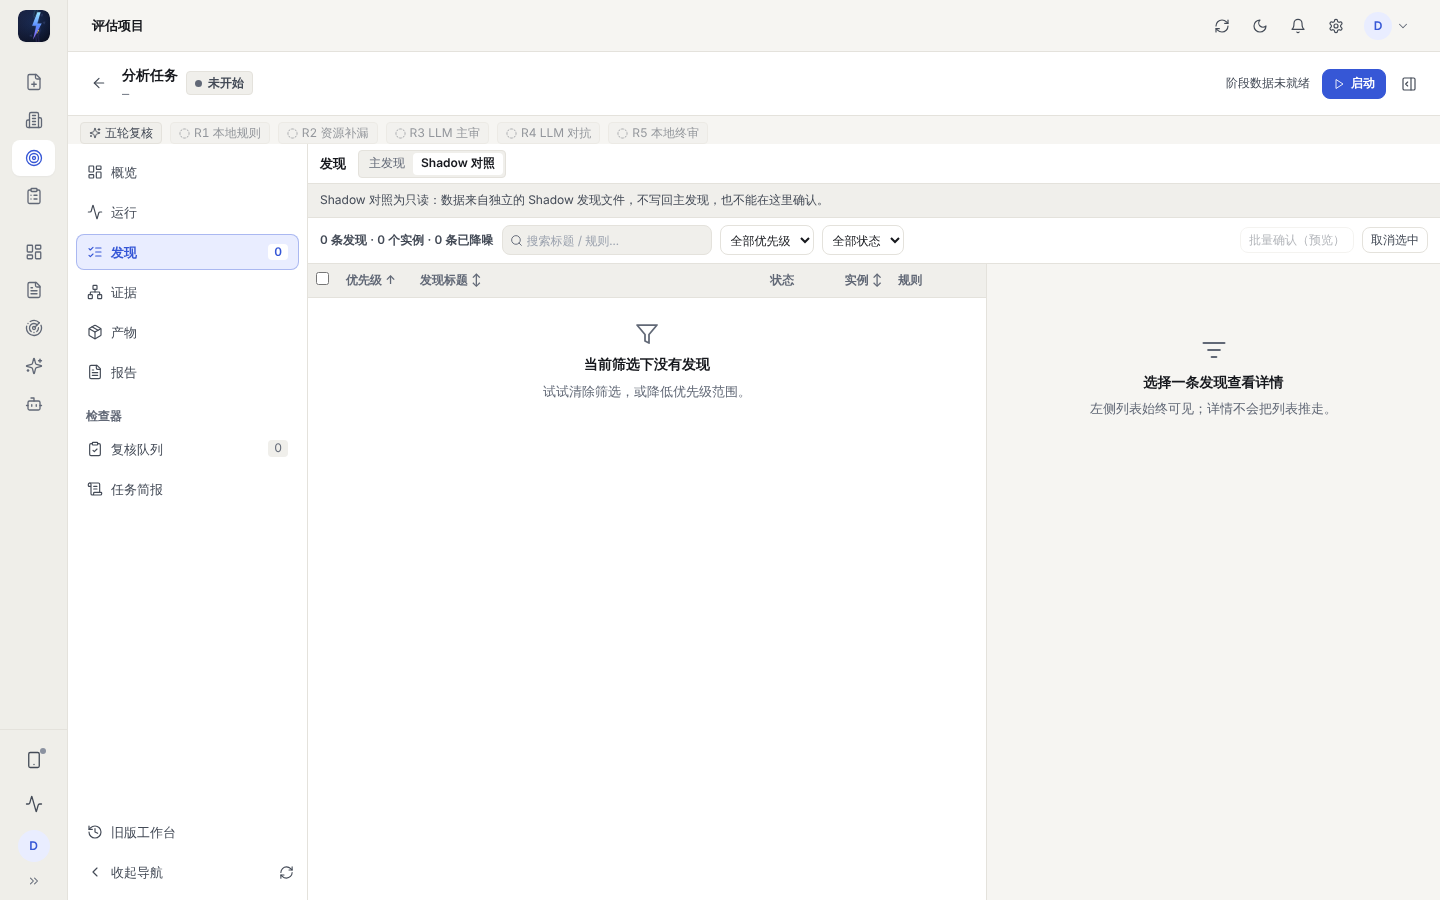 评估项目
D
分析任务
—
未开始
阶段数据未就绪
启动
五轮复核
R1 本地规则
R2 资源补漏
R3 LLM 主审
R4 LLM 对抗
R5 本地终审
概览
运行
发现
0
证据
产物
报告
检查器
复核队列
0
任务简报
旧版工作台
收起导航
D
发现
主发现
Shadow 对照
Shadow 对照为只读：数据来自独立的 Shadow 发现文件，不写回主发现，也不能在这里确认。
0 条发现 · 0 个实例 · 0 条已降噪
搜索标题 / 规则...
全部优先级
全部状态
批量确认（预览）
取消选中
优先级
发现标题
状态
实例
规则
当前筛选下没有发现
试试清除筛选，或降低优先级范围。
选择一条发现查看详情
左侧列表始终可见；详情不会把列表推走。